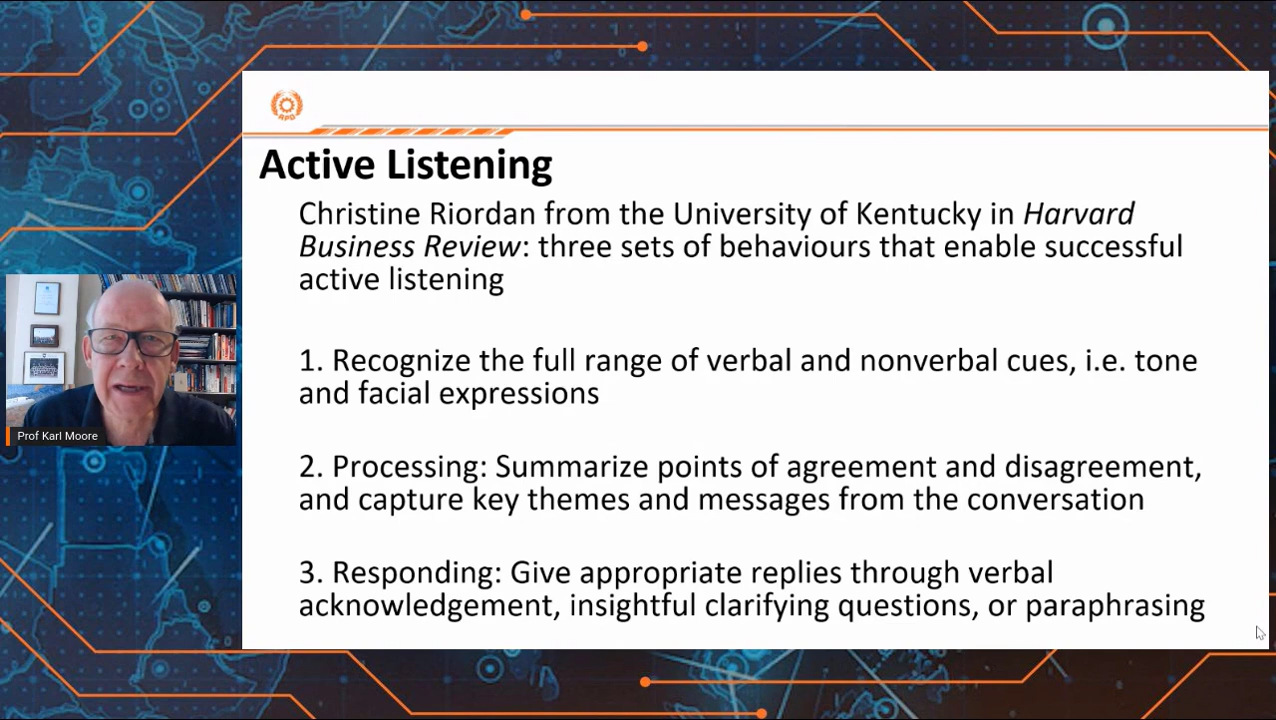 APO
Active Listening
Christine Riordan from the University of Kentucky in Harvard
Business Review: three sets of behaviours that enable successful
active listening
1. Recognize the full range of verbal and nonverbal cues, i.e. tone
and facial expressions
2. Processing: Summarize points of agreement and disagreement,
and capture key themes and messages from the conversation
3. Responding: Give appropriate replies through verbal
acknowledgement, insightful clarifying questions, or paraphrasing
Prof Karl Moore